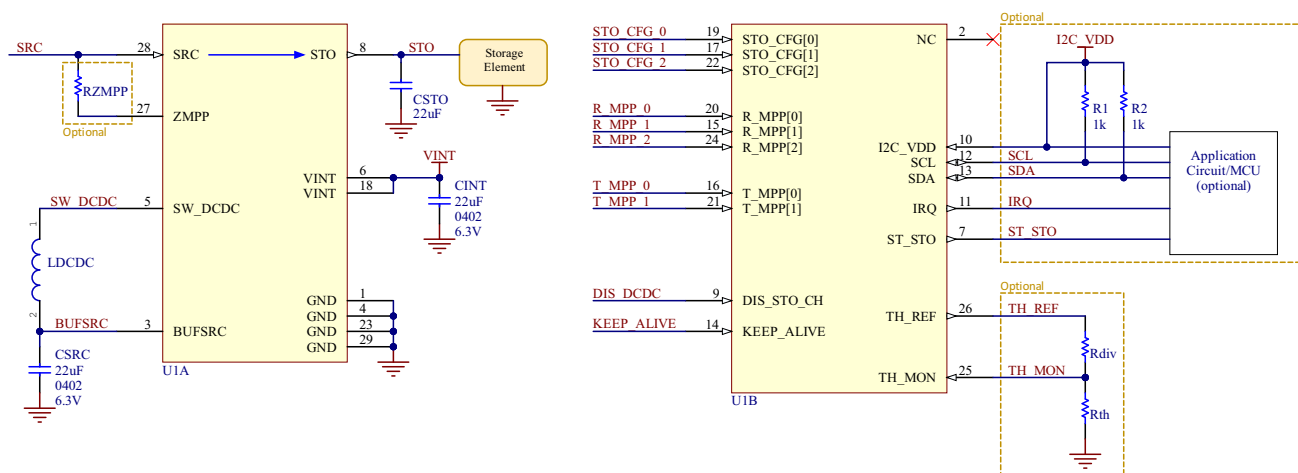 SRC
28
SRC
STO
8
STO
Storage
Element
RZMPP
CSTO
22uF
27
ZMPP
Optional
VINT
VINT
6
VINT
18
CINT
22uF
0402
6.3V
SW_DCDC
5
SW_DCDC
1
LDCDC
2
GND
1
GND
4
GND
23
GND
29
BUFSRC
3
BUFSRC
CSRC
22uF
0402
6.3V
U1A
STO_CFG_0
19
STO_CFG[0]
STO_CFG_1
17
STO_CFG[1]
STO_CFG_2
22
STO_CFG[2]
R_MPP_0
20
R_MPP[0]
R_MPP_1
15
R_MPP[1]
R_MPP_2
24
R_MPP[2]
T_MPP_0
16
T_MPP[0]
T_MPP_1
21
T_MPP[1]
DIS_DCDC
9
DIS_STO_CH
KEEP_ALIVE
14
KEEP_ALIVE
U1B
NC
2
Optional
I2C_VDD
R1
1k
R2
1k
I2C_VDD
10
SCL
12
SCL
SDA
13
SDA
IRQ
11
IRQ
ST_STO
7
ST_STO
Application
Circuit/MCU
(optional)
Optional
TH_REF
26
TH_REF
Rdiv
TH_MON
25
TH_MON
Rth